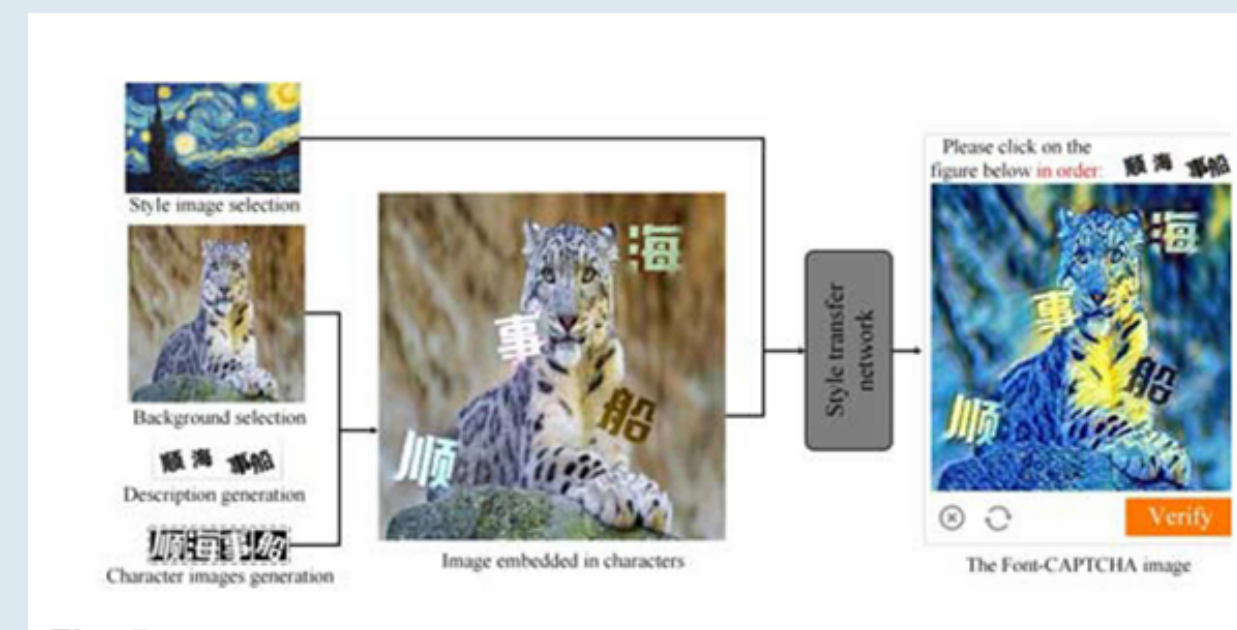 Style image selection
Background selection
順 海 事船
Description generation
顺海事船
Character images generation
海
事
船
顺
Image embedded in characters
Style transfer
network
Please click on the
figure below in order: 順 海 事船
海
事
船
顺
Verify
The Font-CAPTCHA image